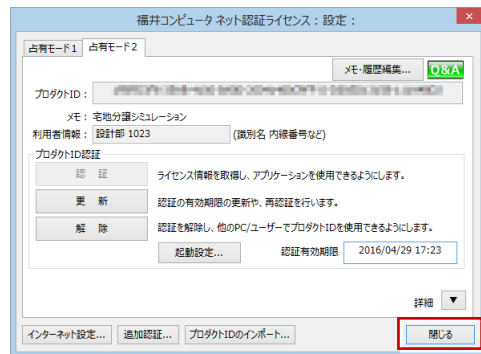 福井コンピュータ ネット認証ライセンス：設定：
占有モード1 占有モード2
メモ・履歴編集... Q&A
プロダクトID：
メモ： 宅地分譲シミュレーション
利用者情報： 設計部 1023 (識別名 内線番号など)
プロダクトID認証
認 証 ライセンス情報を取得し、アプリケーションを使用できるようにします。
更 新 認証の有効期限の更新や、再認証を行います。
解 除 認証を解除し、他のPC/ユーザーでプロダクトIDを使用できるようにします。
起動設定... 認証有効期限 2016/04/29 17:23
詳細 ▼
インターネット設定... 追加認証... プロダクトIDのインポート... 閉じる